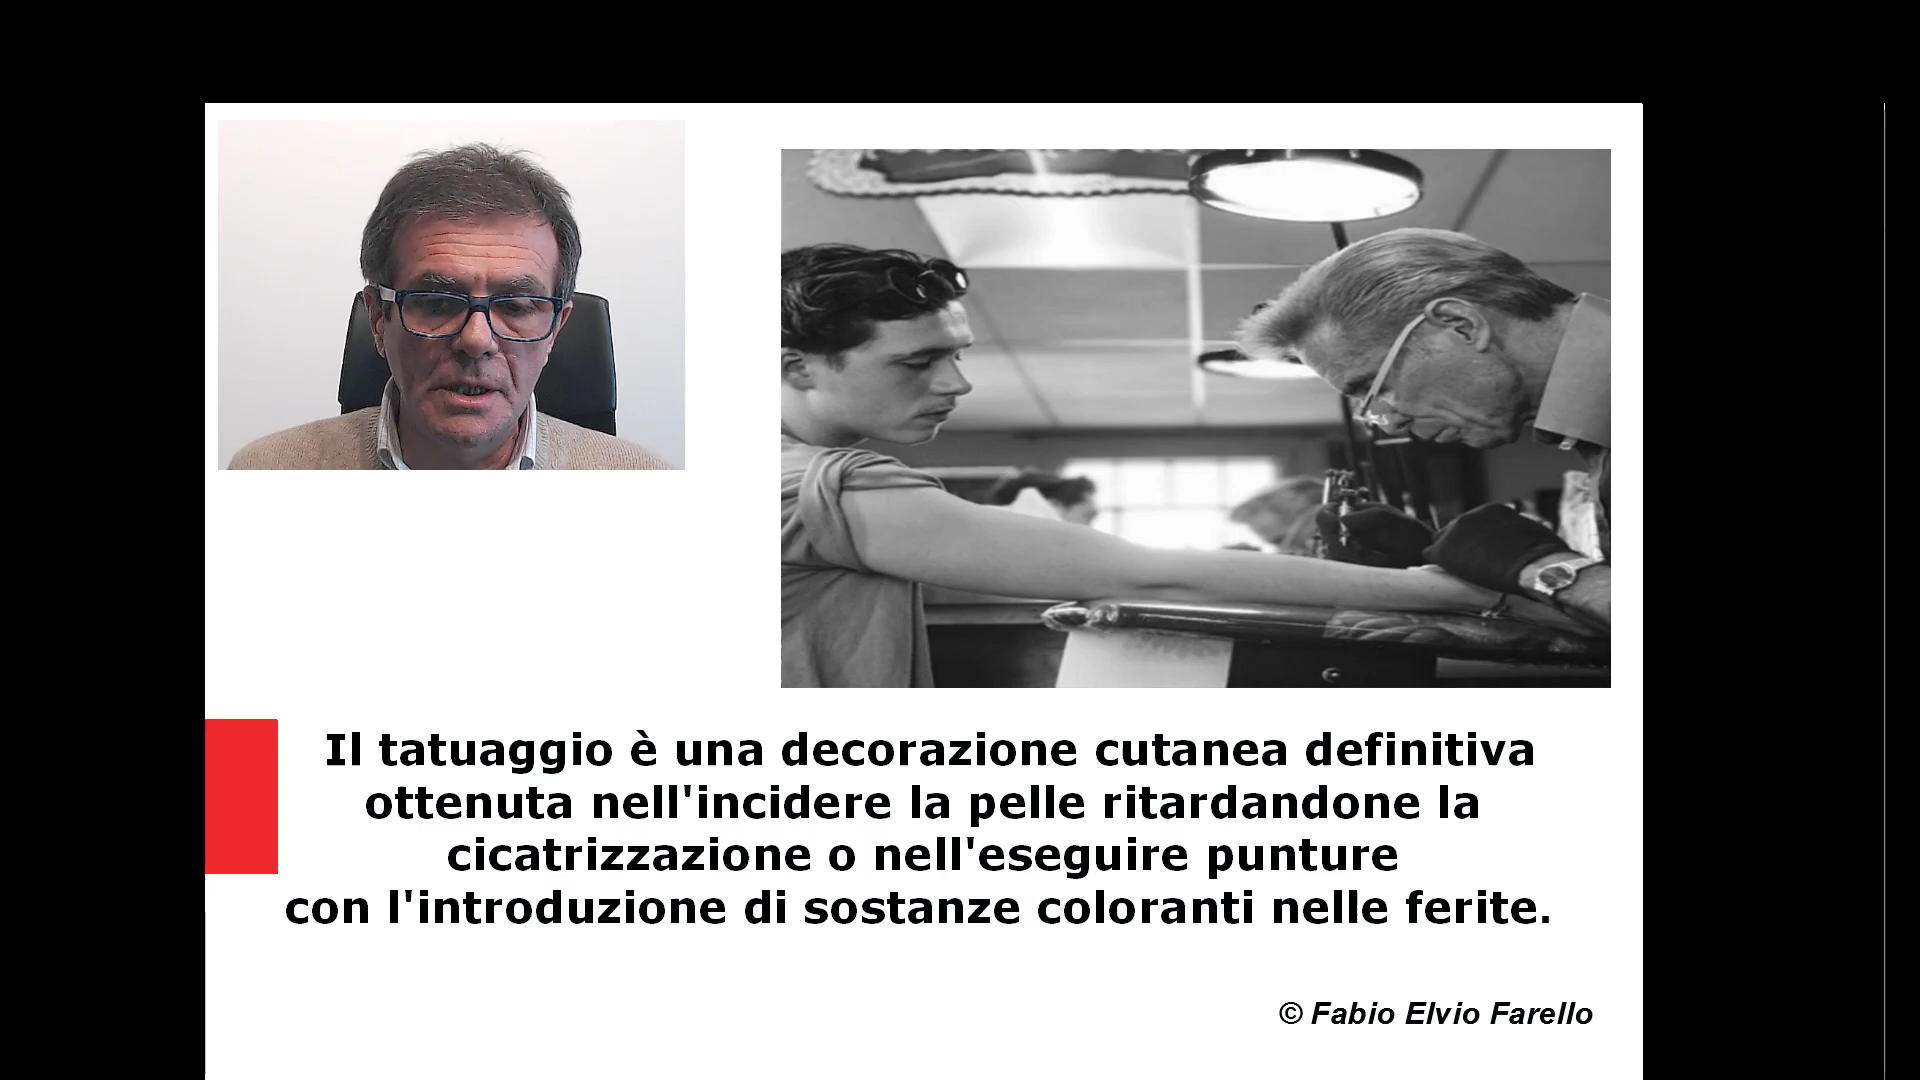 Il tatuaggio è una decorazione cutanea definitiva
ottenuta nell'incidere la pelle ritardandone la
cicatrizzazione o nell'eseguire punture
con l'introduzione di sostanze coloranti nelle ferite.
© Fabio Elvio Farello